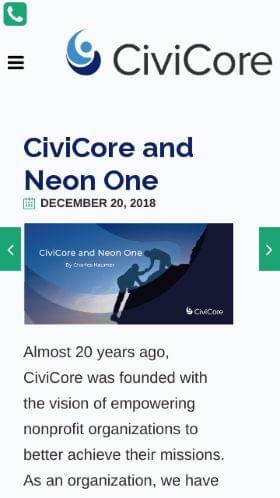 CiviCore
CiviCore and
Neon One
DECEMBER 20, 2018
CiviCore and Neon One
By Charles Neumer
CiviCore
Almost 20 years ago,
CiviCore was founded with
the vision of empowering
nonprofit organizations to
better achieve their missions.
As an organization, we have